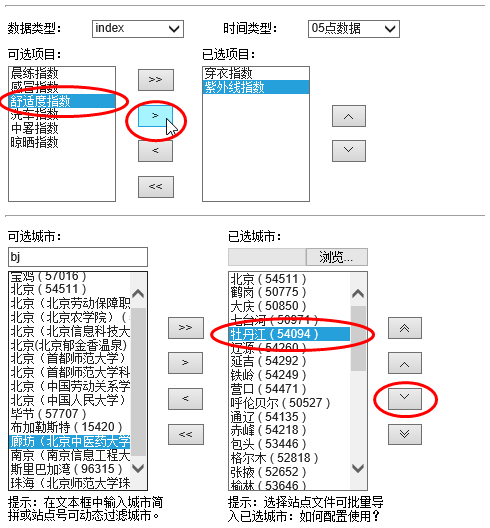 数据类型： index 时间类型： 05点数据
可选项目： 已选项目：
晨练指数
感冒指数
舒适度指数
洗车指数
中暑指数
晾晒指数
>>
>
<
<<
穿衣指数
紫外线指数
可选城市：
bj
宝鸡 ( 57016 )
北京 ( 54511 )
北京（北京劳动保障职
北京（北京农学院）（
北京（北京信息科技大
北京(北京郁金香温泉)
北京（首都师范大学）
北京（首都师范大学科
北京（中国劳动关系学
北京（中国人民大学）
毕节 ( 57707 )
布加勒斯特 ( 15420 )
廊坊（北京中医药大学
南京（南京信息工程大
斯里巴加湾 ( 96315 )
珠海（北京师范大学珠
提示：在文本框中输入城市简
拼或站点号可动态过滤城市。
>>
>
<
<<
已选城市：
浏览...
北京 ( 54511 )
鹤岗 ( 50775 )
大庆 ( 50850 )
七台河 ( 50971 )
牡丹江 ( 54094 )
辽源 ( 54260 )
延吉 ( 54292 )
铁岭 ( 54249 )
营口 ( 54471 )
呼伦贝尔 ( 50527 )
通辽 ( 54135 )
赤峰 ( 54218 )
包头 ( 53446 )
格尔木 ( 52818 )
张掖 ( 52652 )
榆林 ( 53646 )
提示：选择站点文件可批量导
入已选城市：如何配置使用？